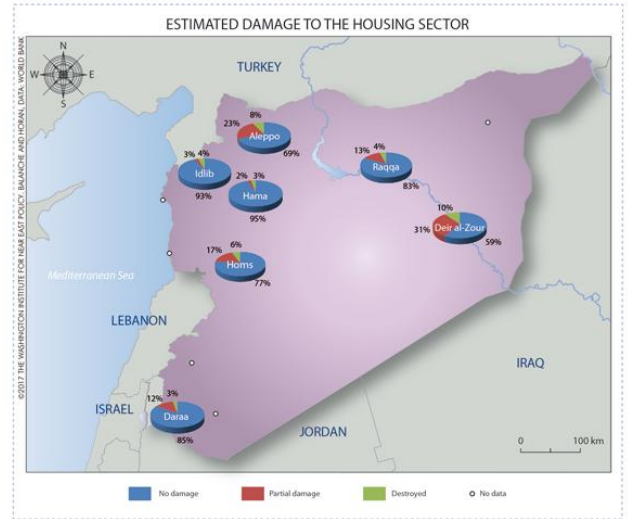 ESTIMATED DAMAGE TO THE HOUSING SECTOR
N
W E
S
TURKEY
23% 8%
Aleppo
69%
3% 4%
Idlib
93%
2% 3%
Hama
95%
13% 4%
Raqqa
83%
10%
31% Deir al-Zour 59%
17% 6%
Homs
77%
Mediterranean Sea
LEBANON
IRAQ
12% 3%
ISRAEL
Daraa
85%
JORDAN
0 100 km
No damage Partial damage Destroyed No data
©2017 THE WASHINGTON INSTITUTE FOR NEAR EAST POLICY. BALANCHE AND HORAN, DATA: WORLD BANK